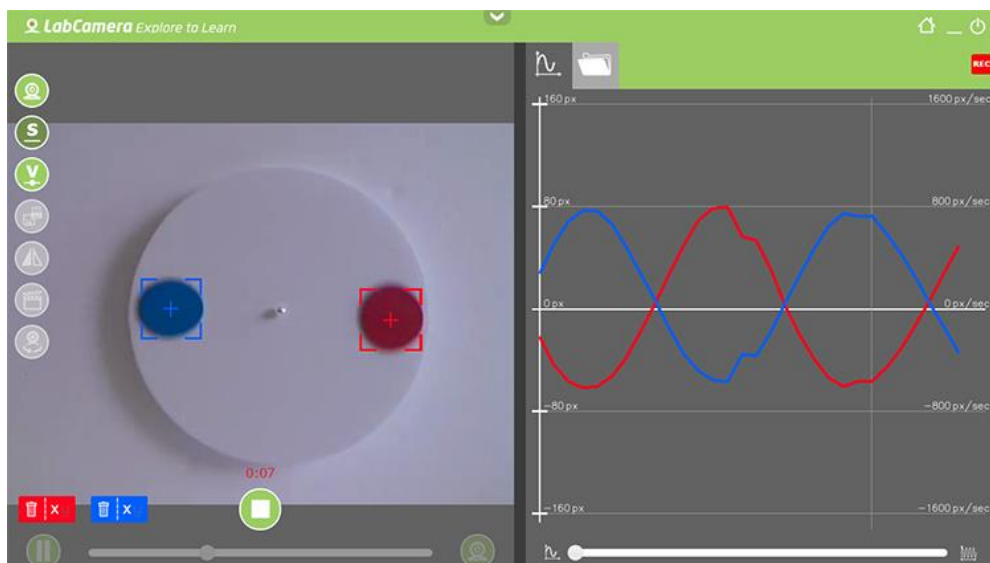 LabCamera Explore to Learn
S
V
0:07
X
X
REC
160 px
1600 px/sec
80 px
800 px/sec
0 px
0 px/sec
-80 px
-800 px/sec
-160 px
-1600 px/sec